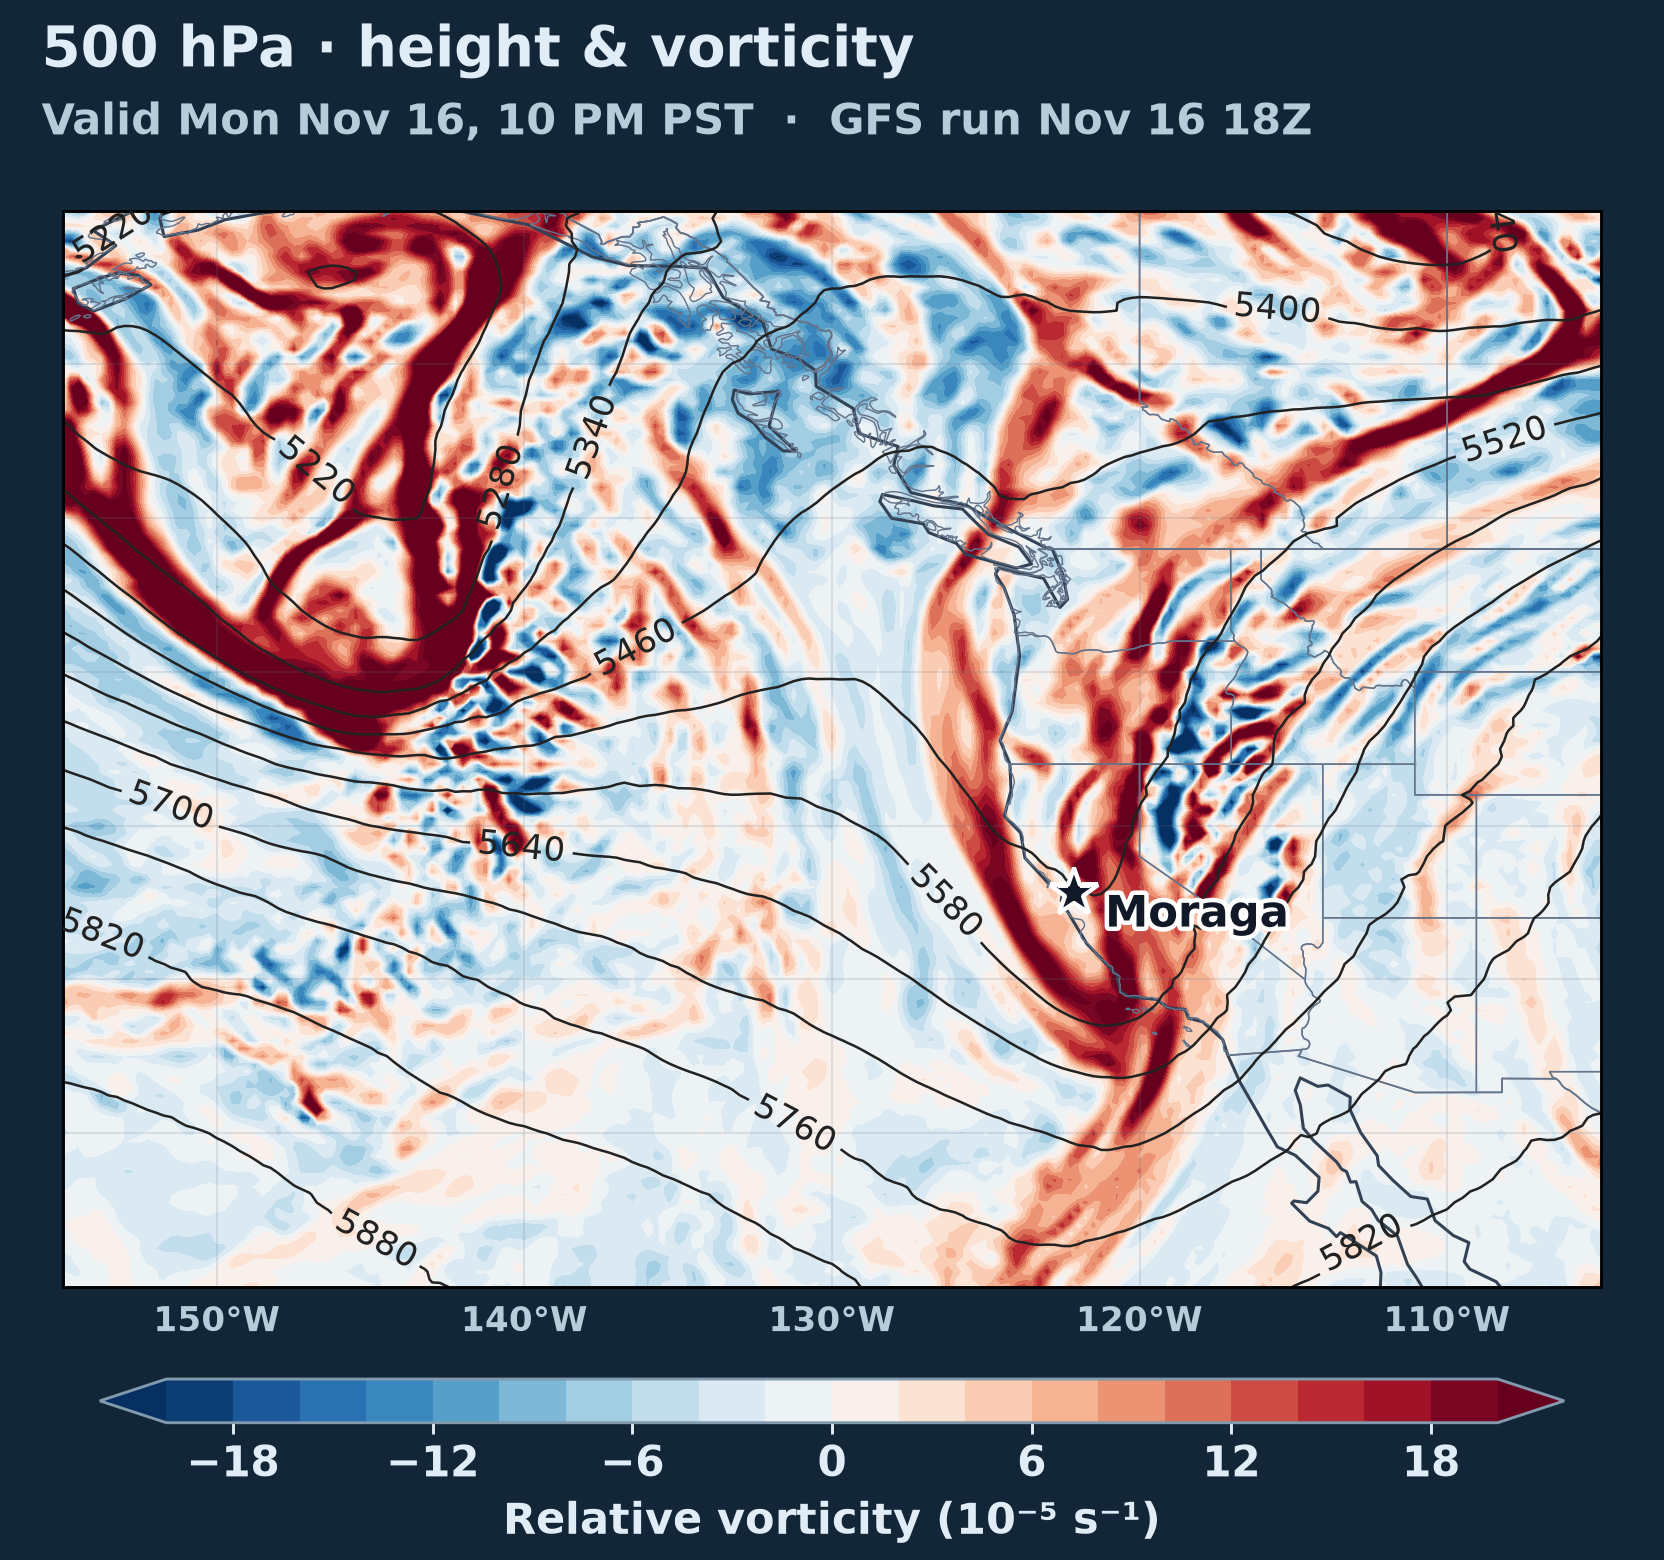 500 hPa · height & vorticity
Valid Mon Nov 16, 10 PM PST · GFS run Nov 16 18Z
5220
5400
5340
5520
5220
5280
5460
5700
5640
5580
Moraga
5820
5760
5880
5820
150°W
140°W
130°W
120°W
110°W
−18
−12
−6
0
6
12
18
Relative vorticity (10⁻⁵ s⁻¹)